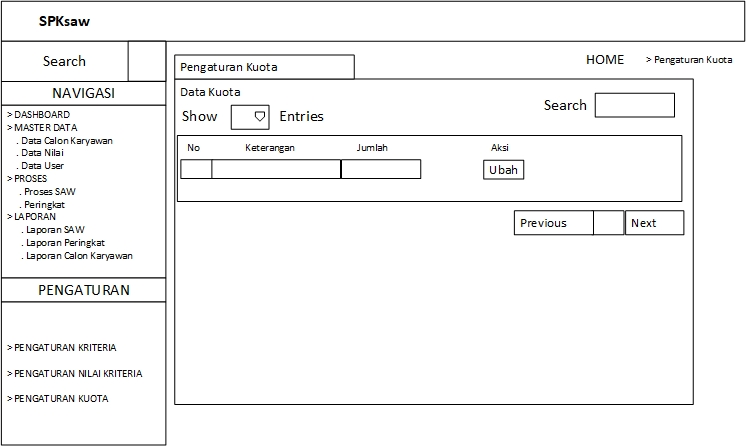 SPKsaw
Search
NAVIGASI
> DASHBOARD
> MASTER DATA
. Data Calon Karyawan
. Data Nilai
. Data User
> PROSES
. Proses SAW
. Peringkat
> LAPORAN
. Laporan SAW
. Laporan Peringkat
. Laporan Calon Karyawan
PENGATURAN
> PENGATURAN KRITERIA
> PENGATURAN NILAI KRITERIA
> PENGATURAN KUOTA
HOME > Pengaturan Kuota
Pengaturan Kuota
Data Kuota
Show Entries Search
No Keterangan Jumlah Aksi
Ubah
Previous Next